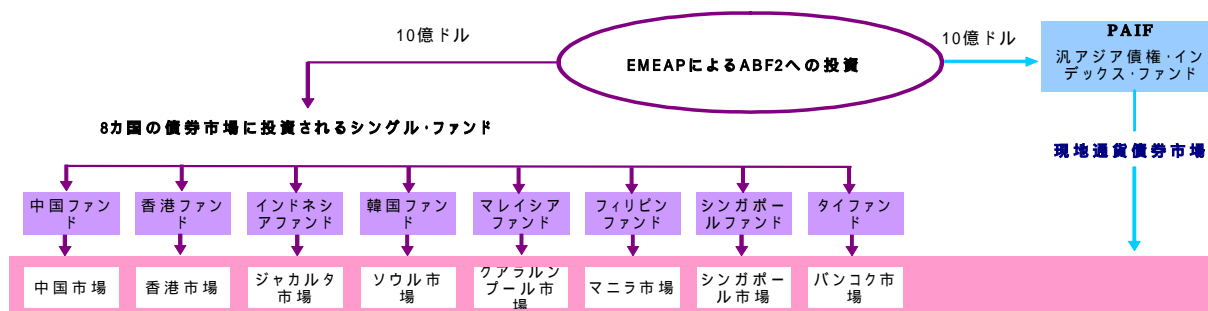 10億ドル
EMEAPによるABF2への投資
10億ドル
PAIF
汎アジア債権・イン
デックス・ファンド
8カ国の債券市場に投資されるシングル・ファンド
現地通貨債券市場
中国ファン
ド
香港ファン
ド
インドネシ
アファンド
韓国ファン
ド
マレイシア
ファンド
フィリピン
ファンド
シンガポー
ルファンド
タイファン
ド
中国市場
香港市場
ジャカルタ
市場
ソウル市
場
クアラルン
プール市
場
マニラ市場
シンガポー
ル市場
バンコク市
場